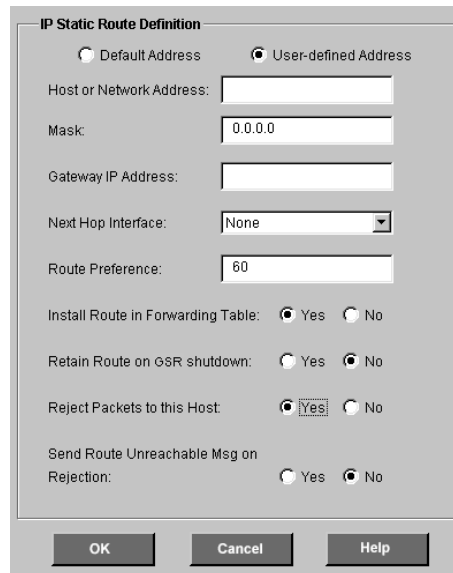 IP Static Route Definition
Default Address User-defined Address
Host or Network Address:
Mask: 0.0.0.0
Gateway IP Address:
Next Hop Interface: None
Route Preference: 60
Install Route in Forwarding Table: Yes No
Retain Route on GSR shutdown: Yes No
Reject Packets to this Host: Yes No
Send Route Unreachable Msg on
Rejection: Yes No
OK Cancel Help